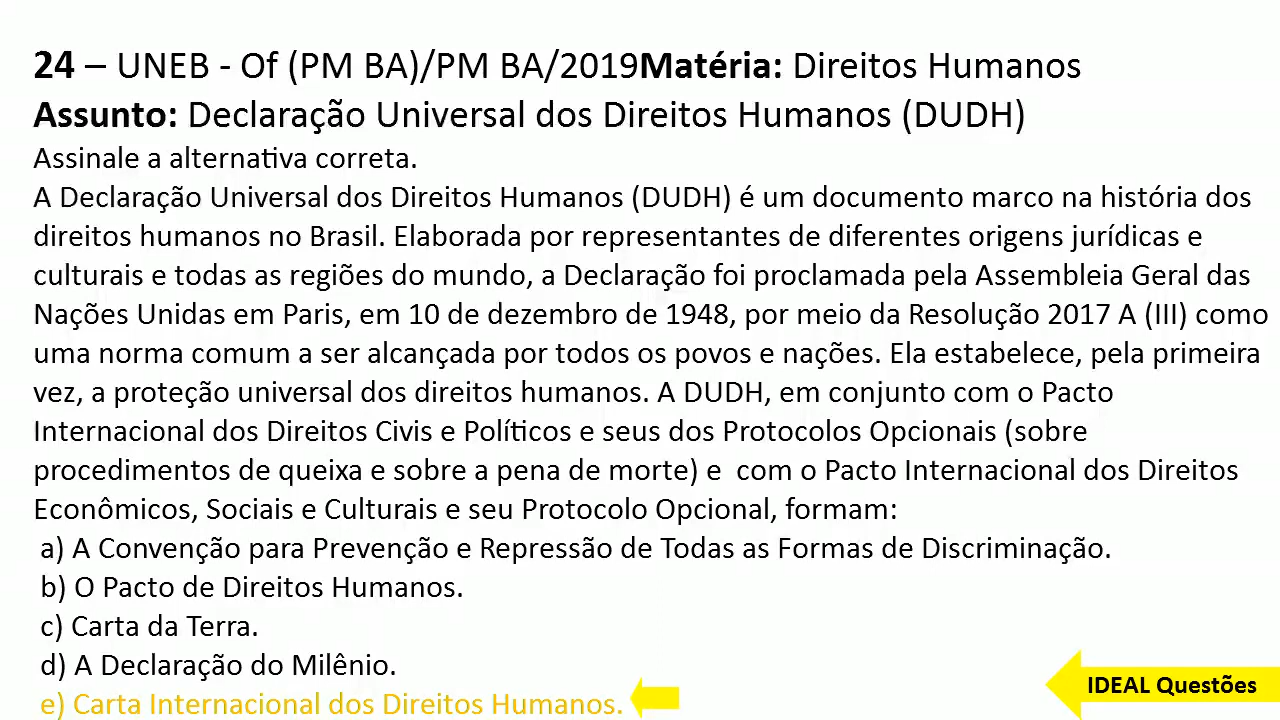 24 – UNEB - Of (PM BA)/PM BA/2019Matéria: Direitos Humanos
Assunto: Declaração Universal dos Direitos Humanos (DUDH)
Assinale a alternativa correta.
A Declaração Universal dos Direitos Humanos (DUDH) é um documento marco na história dos
direitos humanos no Brasil. Elaborada por representantes de diferentes origens jurídicas e
culturais e todas as regiões do mundo, a Declaração foi proclamada pela Assembleia Geral das
Nações Unidas em Paris, em 10 de dezembro de 1948, por meio da Resolução 2017 A (III) como
uma norma comum a ser alcançada por todos os povos e nações. Ela estabelece, pela primeira
vez, a proteção universal dos direitos humanos. A DUDH, em conjunto com o Pacto
Internacional dos Direitos Civis e Políticos e seus dos Protocolos Opcionais (sobre
procedimentos de queixa e sobre a pena de morte) e  com o Pacto Internacional dos Direitos
Econômicos, Sociais e Culturais e seu Protocolo Opcional, formam:
a) A Convenção para Prevenção e Repressão de Todas as Formas de Discriminação.
b) O Pacto de Direitos Humanos.
c) Carta da Terra.
d) A Declaração do Milênio.
IDEAL Questões
e) Carta Internacional dos Direitos Humanos.